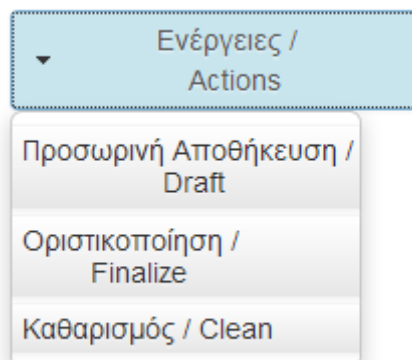 Ενέργειες /
Actions
Προσωρινή Αποθήκευση /
Draft
Οριστικοποίηση /
Finalize
Καθαρισμός / Clean